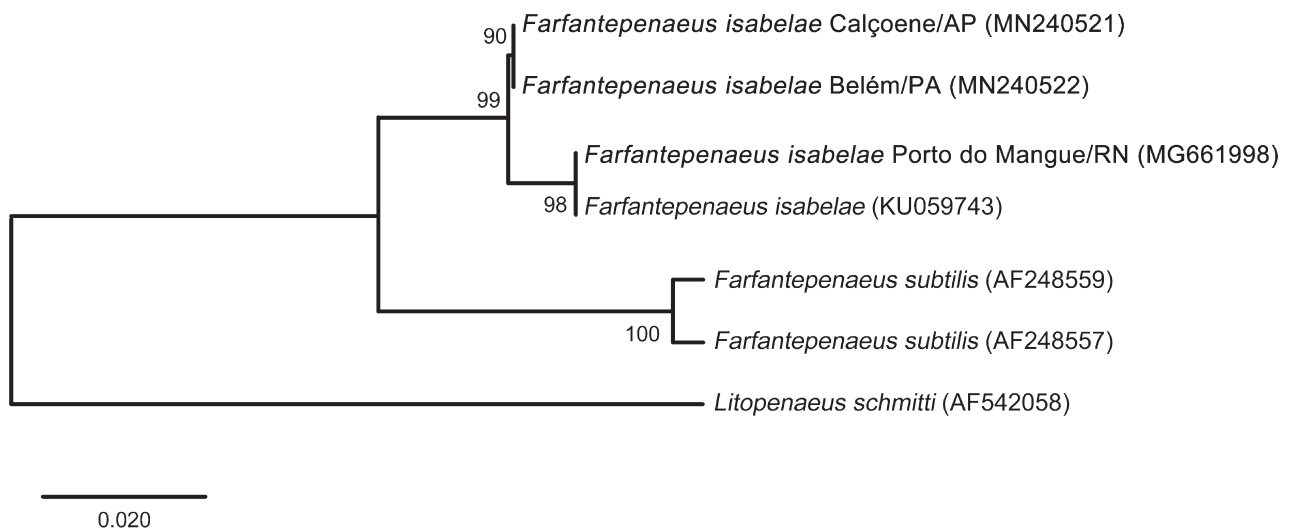 90
Farfantepenaeus isabelae Calçoene/AP (MN240521)
Farfantepenaeus isabelae Belém/PA (MN240522)
99
Farfantepenaeus isabelae Porto do Mangue/RN (MG661998)
98
Farfantepenaeus isabelae (KU059743)
Farfantepenaeus subtilis (AF248559)
100
Farfantepenaeus subtilis (AF248557)
Litopenaeus schmitti (AF542058)
0.020